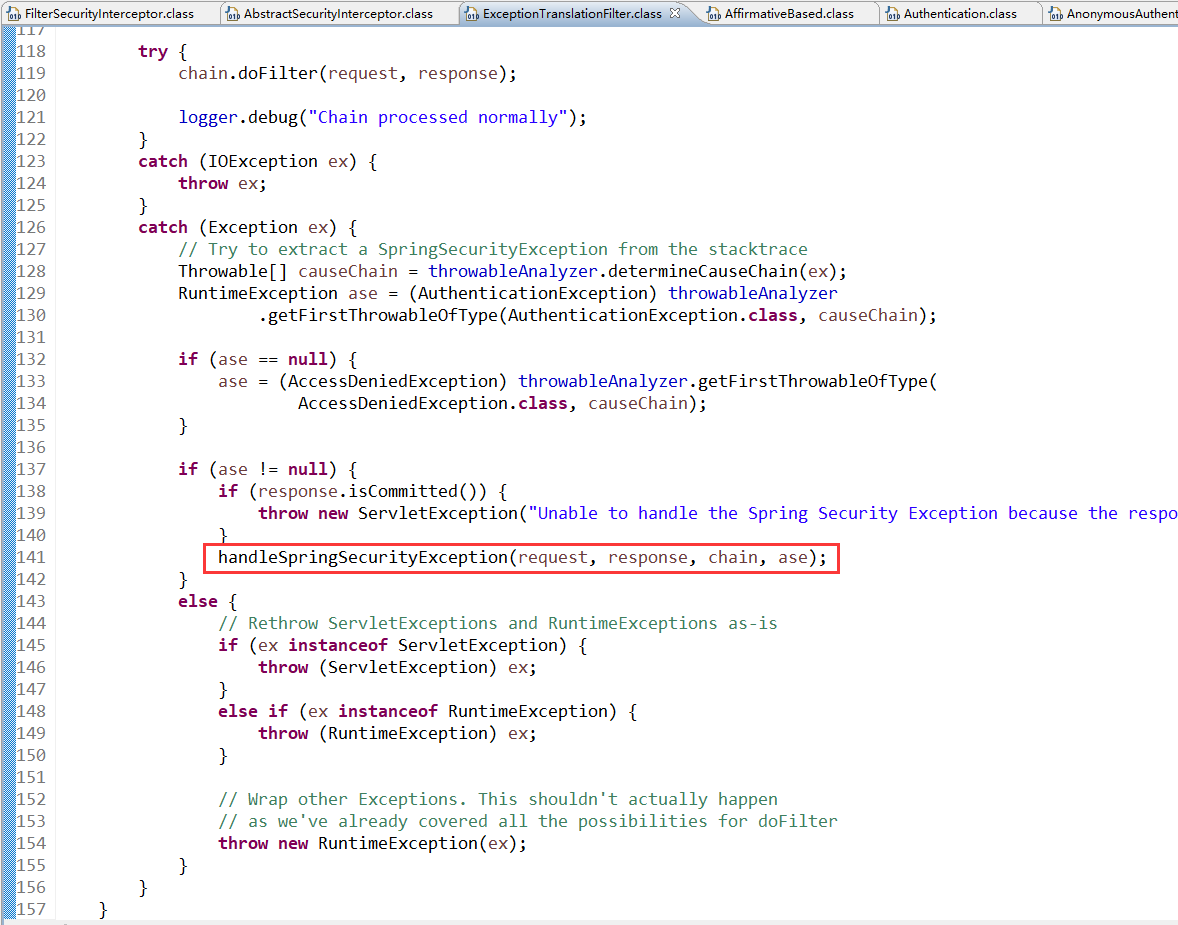 FilterSecurityInterceptor.class AbstractSecurityInterceptor.class ExceptionTranslationFilter.class AffirmativeBased.class Authentication.class AnonymousAuthent
117
118 try {
119 chain.doFilter(request, response);
120
121 logger.debug("Chain processed normally");
122 }
123 catch (IOException ex) {
124 throw ex;
125 }
126 catch (Exception ex) {
127 // Try to extract a SpringSecurityException from the stacktrace
128 Throwable[] causeChain = throwableAnalyzer.determineCauseChain(ex);
129 RuntimeException ase = (AuthenticationException) throwableAnalyzer
130 .getFirstThrowableOfType(AuthenticationException.class, causeChain);
131
132 if (ase == null) {
133 ase = (AccessDeniedException) throwableAnalyzer.getFirstThrowableOfType(
134 AccessDeniedException.class, causeChain);
135 }
136
137 if (ase != null) {
138 if (response.isCommitted()) {
139 throw new ServletException("Unable to handle the Spring Security Exception because the respo
140 }
141 handleSpringSecurityException(request, response, chain, ase);
142 }
143 else {
144 // Rethrow ServletExceptions and RuntimeExceptions as-is
145 if (ex instanceof ServletException) {
146 throw (ServletException) ex;
147 }
148 else if (ex instanceof RuntimeException) {
149 throw (RuntimeException) ex;
150 }
151
152 // Wrap other Exceptions. This shouldn't actually happen
153 // as we've already covered all the possibilities for doFilter
154 throw new RuntimeException(ex);
155 }
156 }
157 }